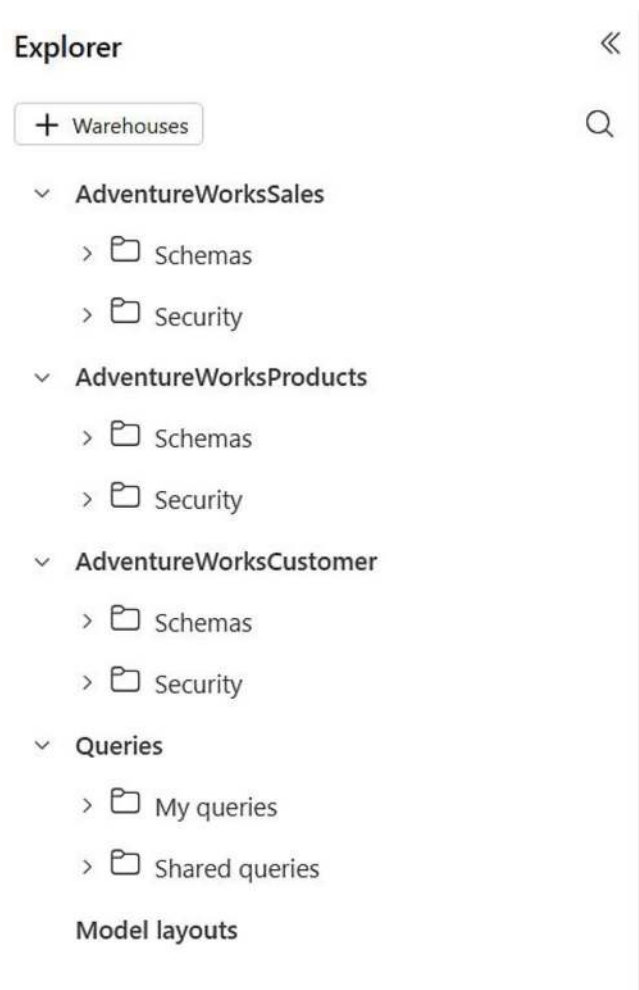 Explorer
+ Warehouses
AdventureWorksSales
Schemas
Security
AdventureWorksProducts
Schemas
Security
AdventureWorksCustomer
Schemas
Security
Queries
My queries
Shared queries
Model layouts